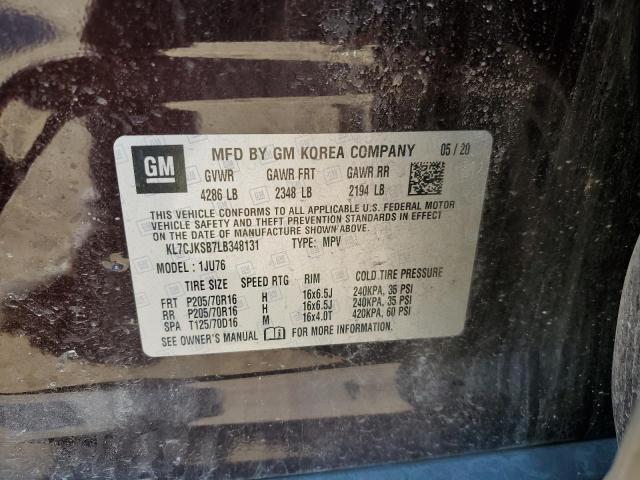 GM MFD BY GM KOREA COMPANY 05/20
GVWR GAWR FRT GAWR RR
4286 LB 2348 LB 2194 LB
THIS VEHICLE CONFORMS TO ALL APPLICABLE U.S. FEDERAL MOTOR
VEHICLE SAFETY AND THEFT PREVENTION STANDARDS IN EFFECT ON
THE DATE OF MANUFACTURE SHOWN ABOVE.
KL7CJKSB7LB348131 TYPE: MPV
MODEL : 1JU76
TIRE SIZE SPEED RTG RIM COLD TIRE PRESSURE
FRT P205/70R16 H 16x6.5J 240KPA, 35 PSI
RR P205/70R16 H 16x6.5J 240KPA, 35 PSI
SPA T125/70D16 M 16x4.0T 420KPA, 60 PSI
SEE OWNER'S MANUAL FOR MORE INFORMATION.